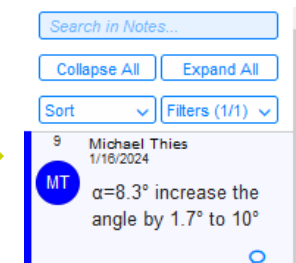 Search in Notes...
Collapse All Expand All
Sort Filters (1/1)
9 Michael Thies
1/16/2024
MT
α=8.3° increase the
angle by 1.7° to 10°